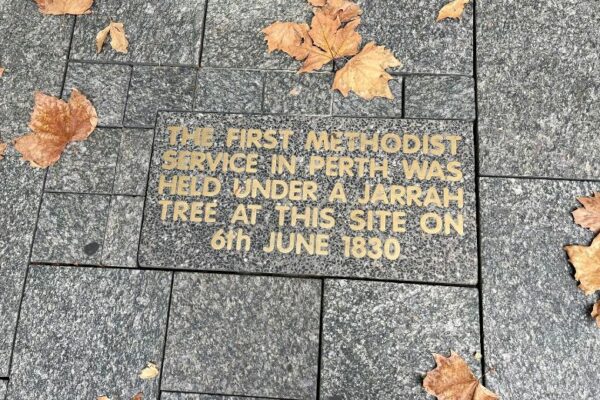 THE FIRST METHODIST
SERVICE IN PERTH WAS
HELD UNDER A JARRAH
TREE AT THIS SITE ON
6th JUNE 1830